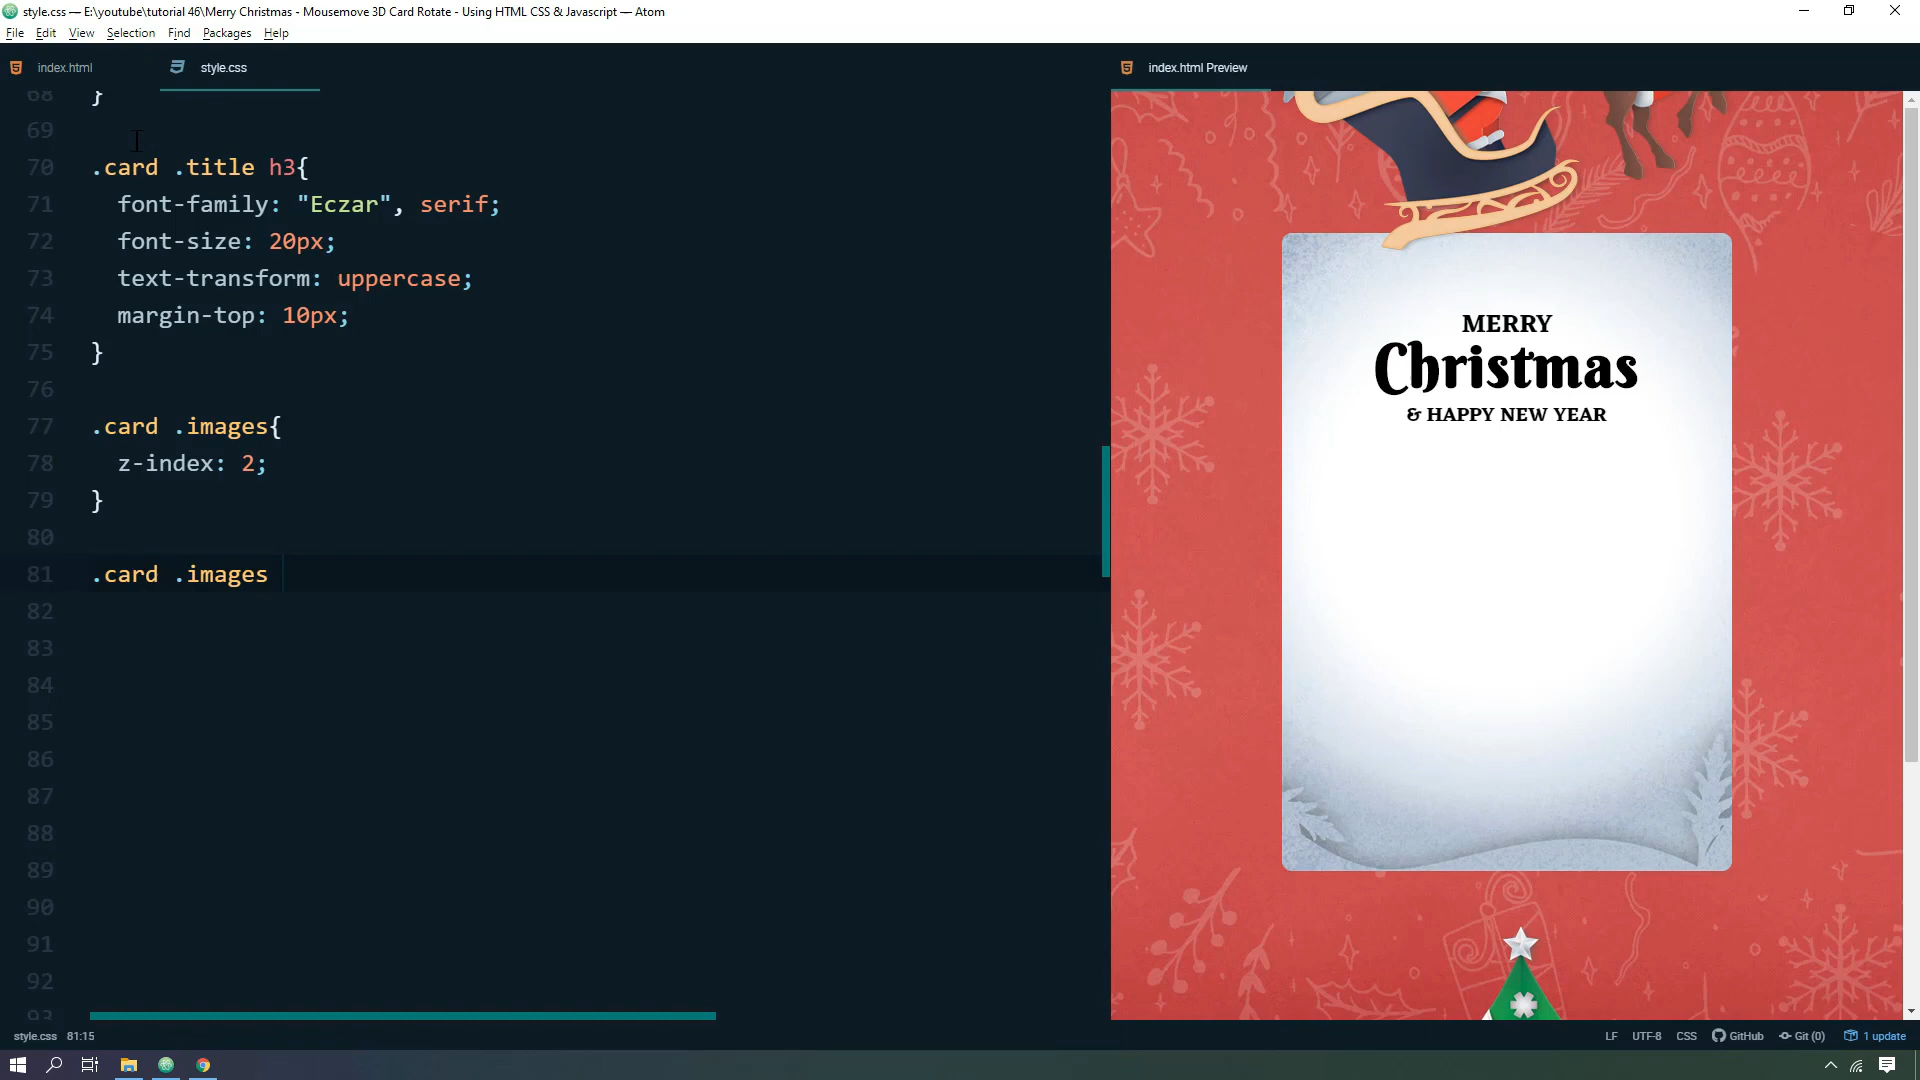 style.css — E:\youtube\tutorial 46\Merry Christmas - Mousemove 3D Card Rotate - Using HTML CSS & Javascript — Atom
File Edit View Selection Find Packages Help
index.html style.css index.html Preview
68 }
69
70 .card .title h3{
71 font-family: "Eczar", serif;
72 font-size: 20px;
73 text-transform: uppercase;
74 margin-top: 10px;
75 }
76
77 .card .images{
78 z-index: 2;
79 }
80
81 .card .images
82
83
84
85
86
87
88
89
90
91
92
93
MERRY
Christmas
& HAPPY NEW YEAR
style.css 81:15 LF UTF-8 CSS GitHub Git (0) 1 update